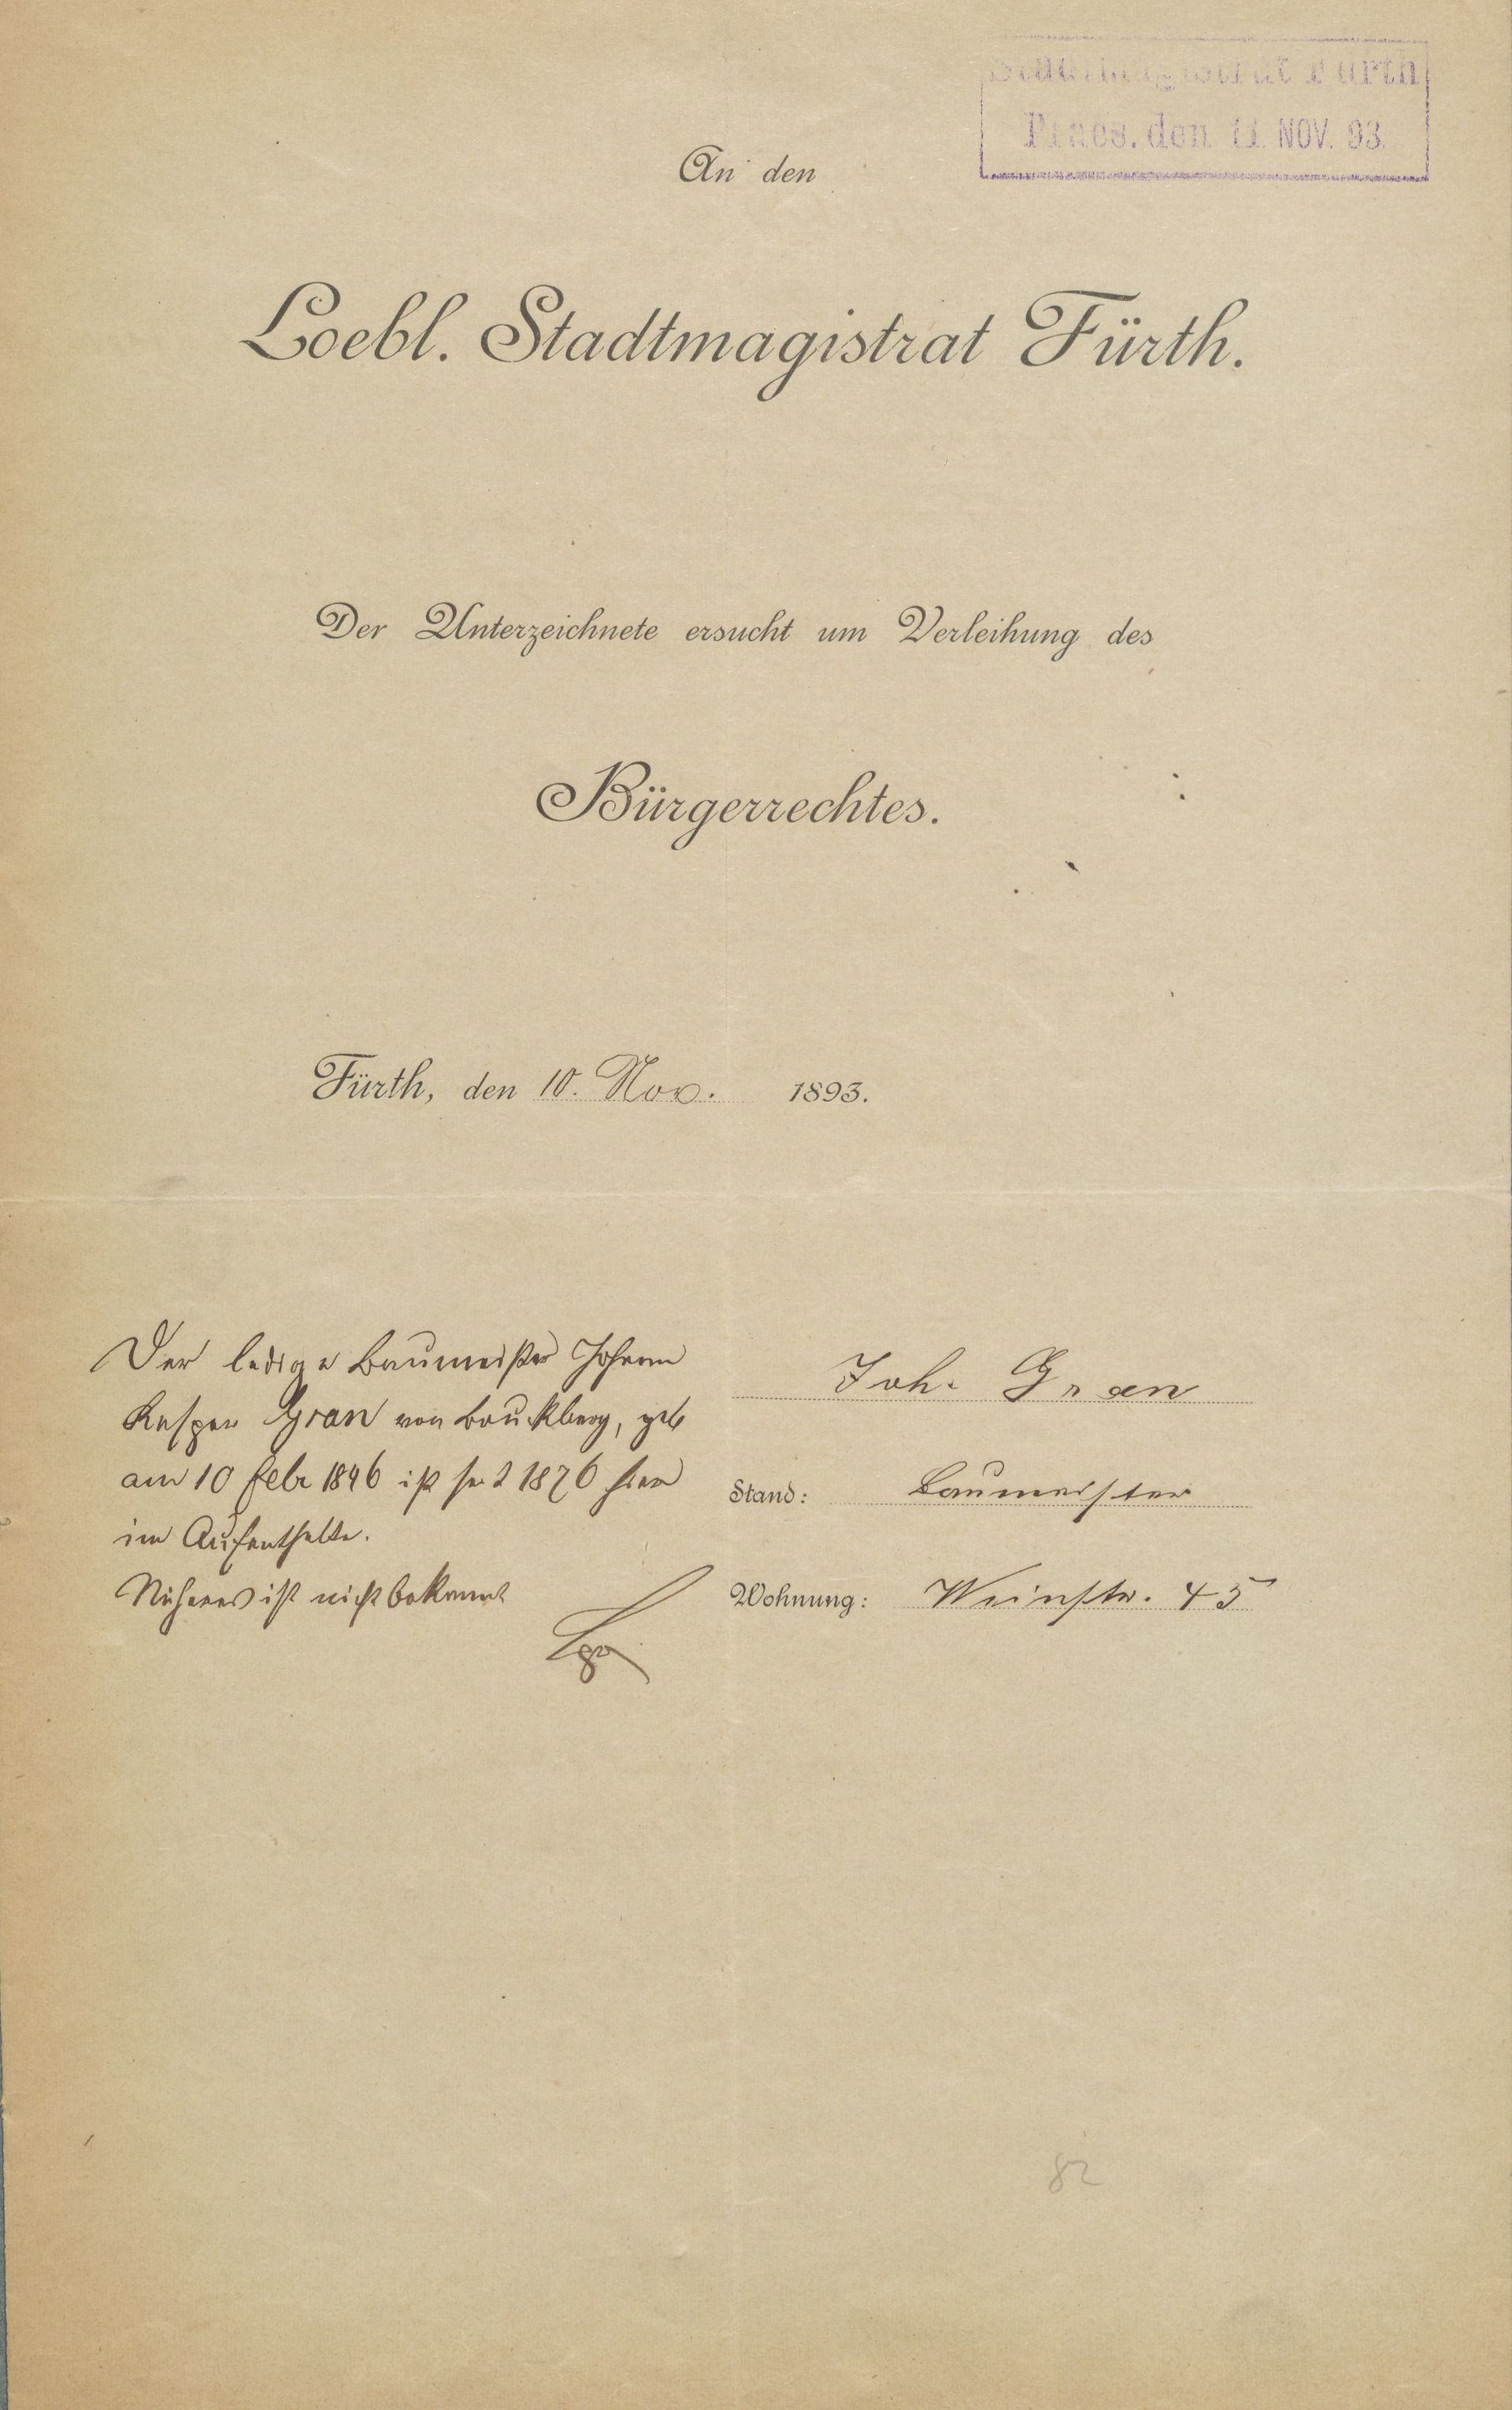 Stadtmagistrat Fürth
Praes. den 11. NOV. 93.
An den
Loebl. Stadtmagistrat Fürth.
Der Unterzeichnete ersucht um Verleihung des
Bürgerrechtes.
Fürth, den 10. Nov. 1893.
Der ledige Baumeister Johann
Kaspar Gran von Bruckberg, geb
am 10 Febr 1846 ist seit 1876 hier
im Aufenthalte.
Näheres ist nicht bekannt
Joh. Gran
Stand: Baumeister
Wohnung: Weinstr. 45
82